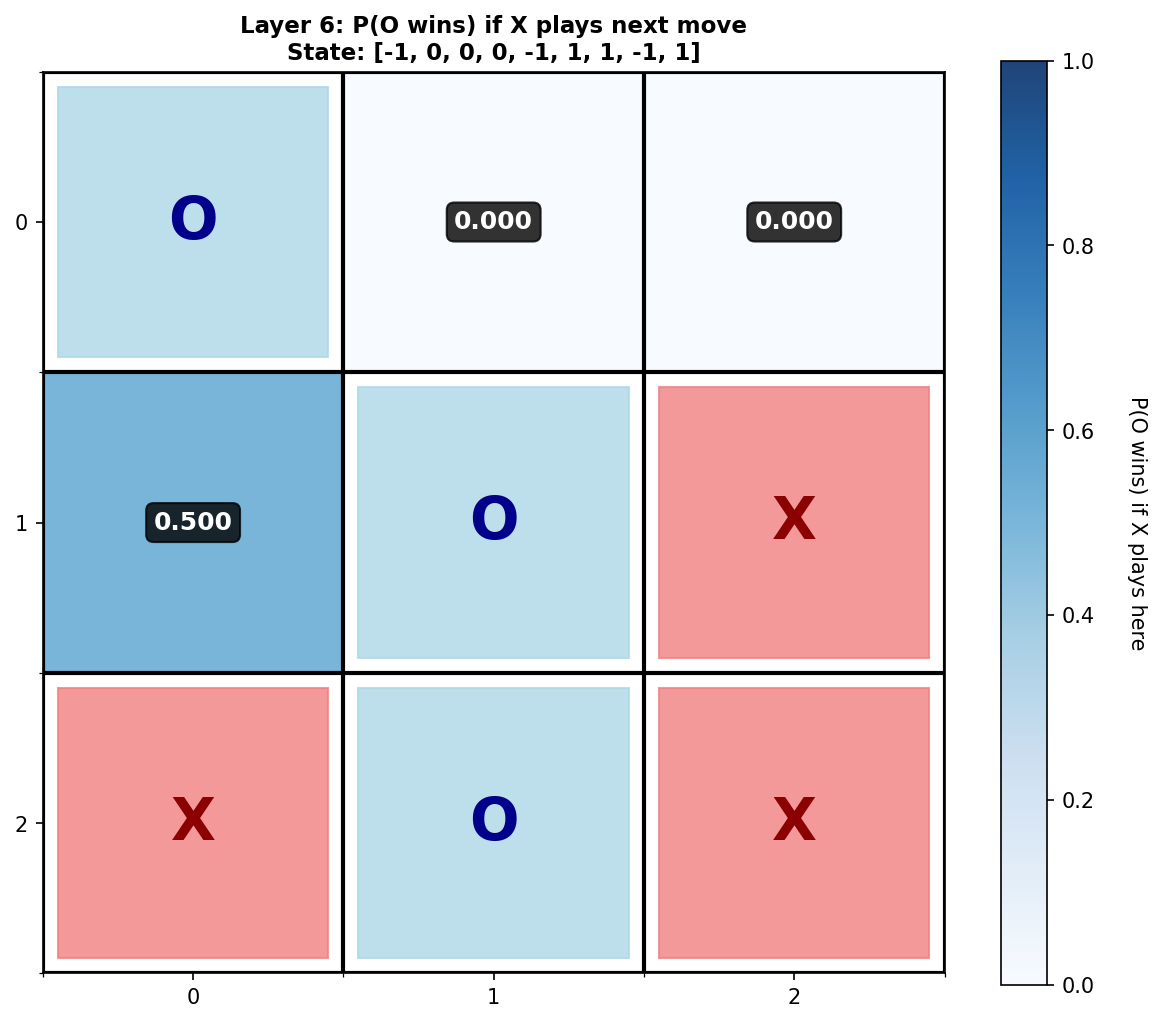 Layer 6: P(O wins) if X plays next move
State: [-1, 0, 0, 0, -1, 1, 1, -1, 1]
O
0.000
0.000
0.500
O
X
X
O
X
0
1
2
0
1
2
1.0
0.8
0.6
0.4
0.2
0.0
P(O wins) if X plays here